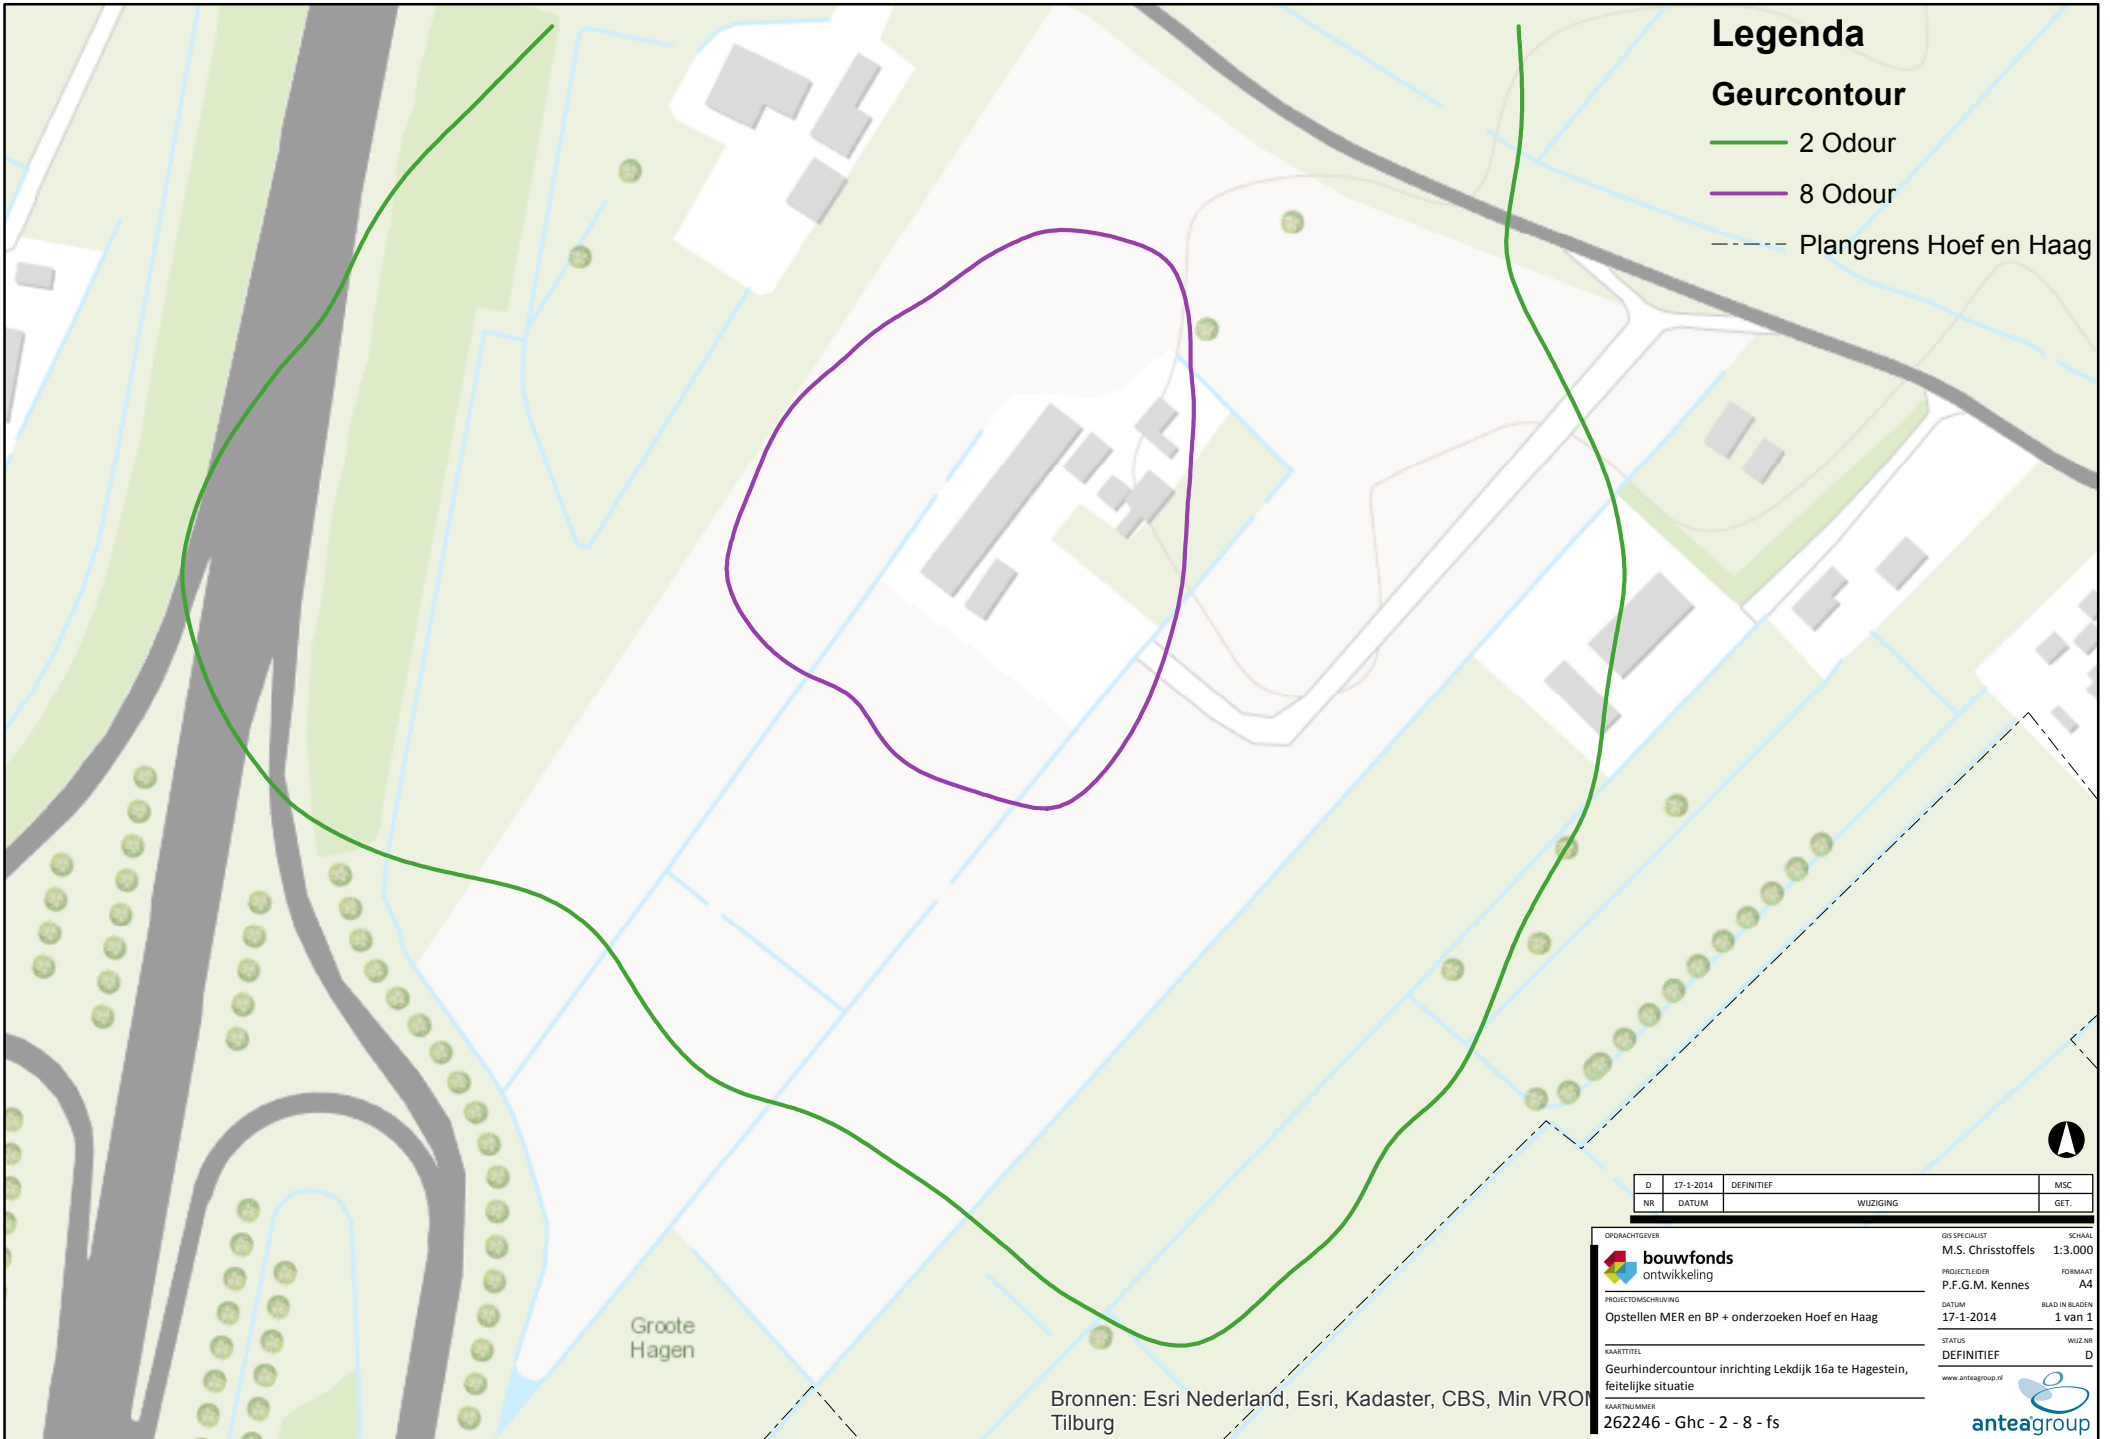 Legenda
Geurcontour
2 Odour
8 Odour
Plangrens Hoef en Haag
Groote
Hagen
Bronnen: Esri Nederland, Esri, Kadaster, CBS, Min VROM
Tilburg
D 17-1-2014 DEFINITIEF MSC
NR DATUM WIJZIGING GET.
OPDRACHTGEVER
bouwfonds
ontwikkeling
PROJECTOMSCHRIJVING
Opstellen MER en BP + onderzoeken Hoef en Haag
KAARTTITEL
Geurhindercountour inrichting Lekdijk 16a te Hagestein,
feitelijke situatie
KAARTNUMMER
262246 - Ghc - 2 - 8 - fs
GIS SPECIALIST SCHAAL
M.S. Chrisstoffels 1:3.000
PROJECTLEIDER FORMAAT
P.F.G.M. Kennes A4
DATUM BLAD IN BLADEN
17-1-2014 1 van 1
STATUS WIJZ.NR
DEFINITIEF D
www.anteagroup.nl
anteagroup